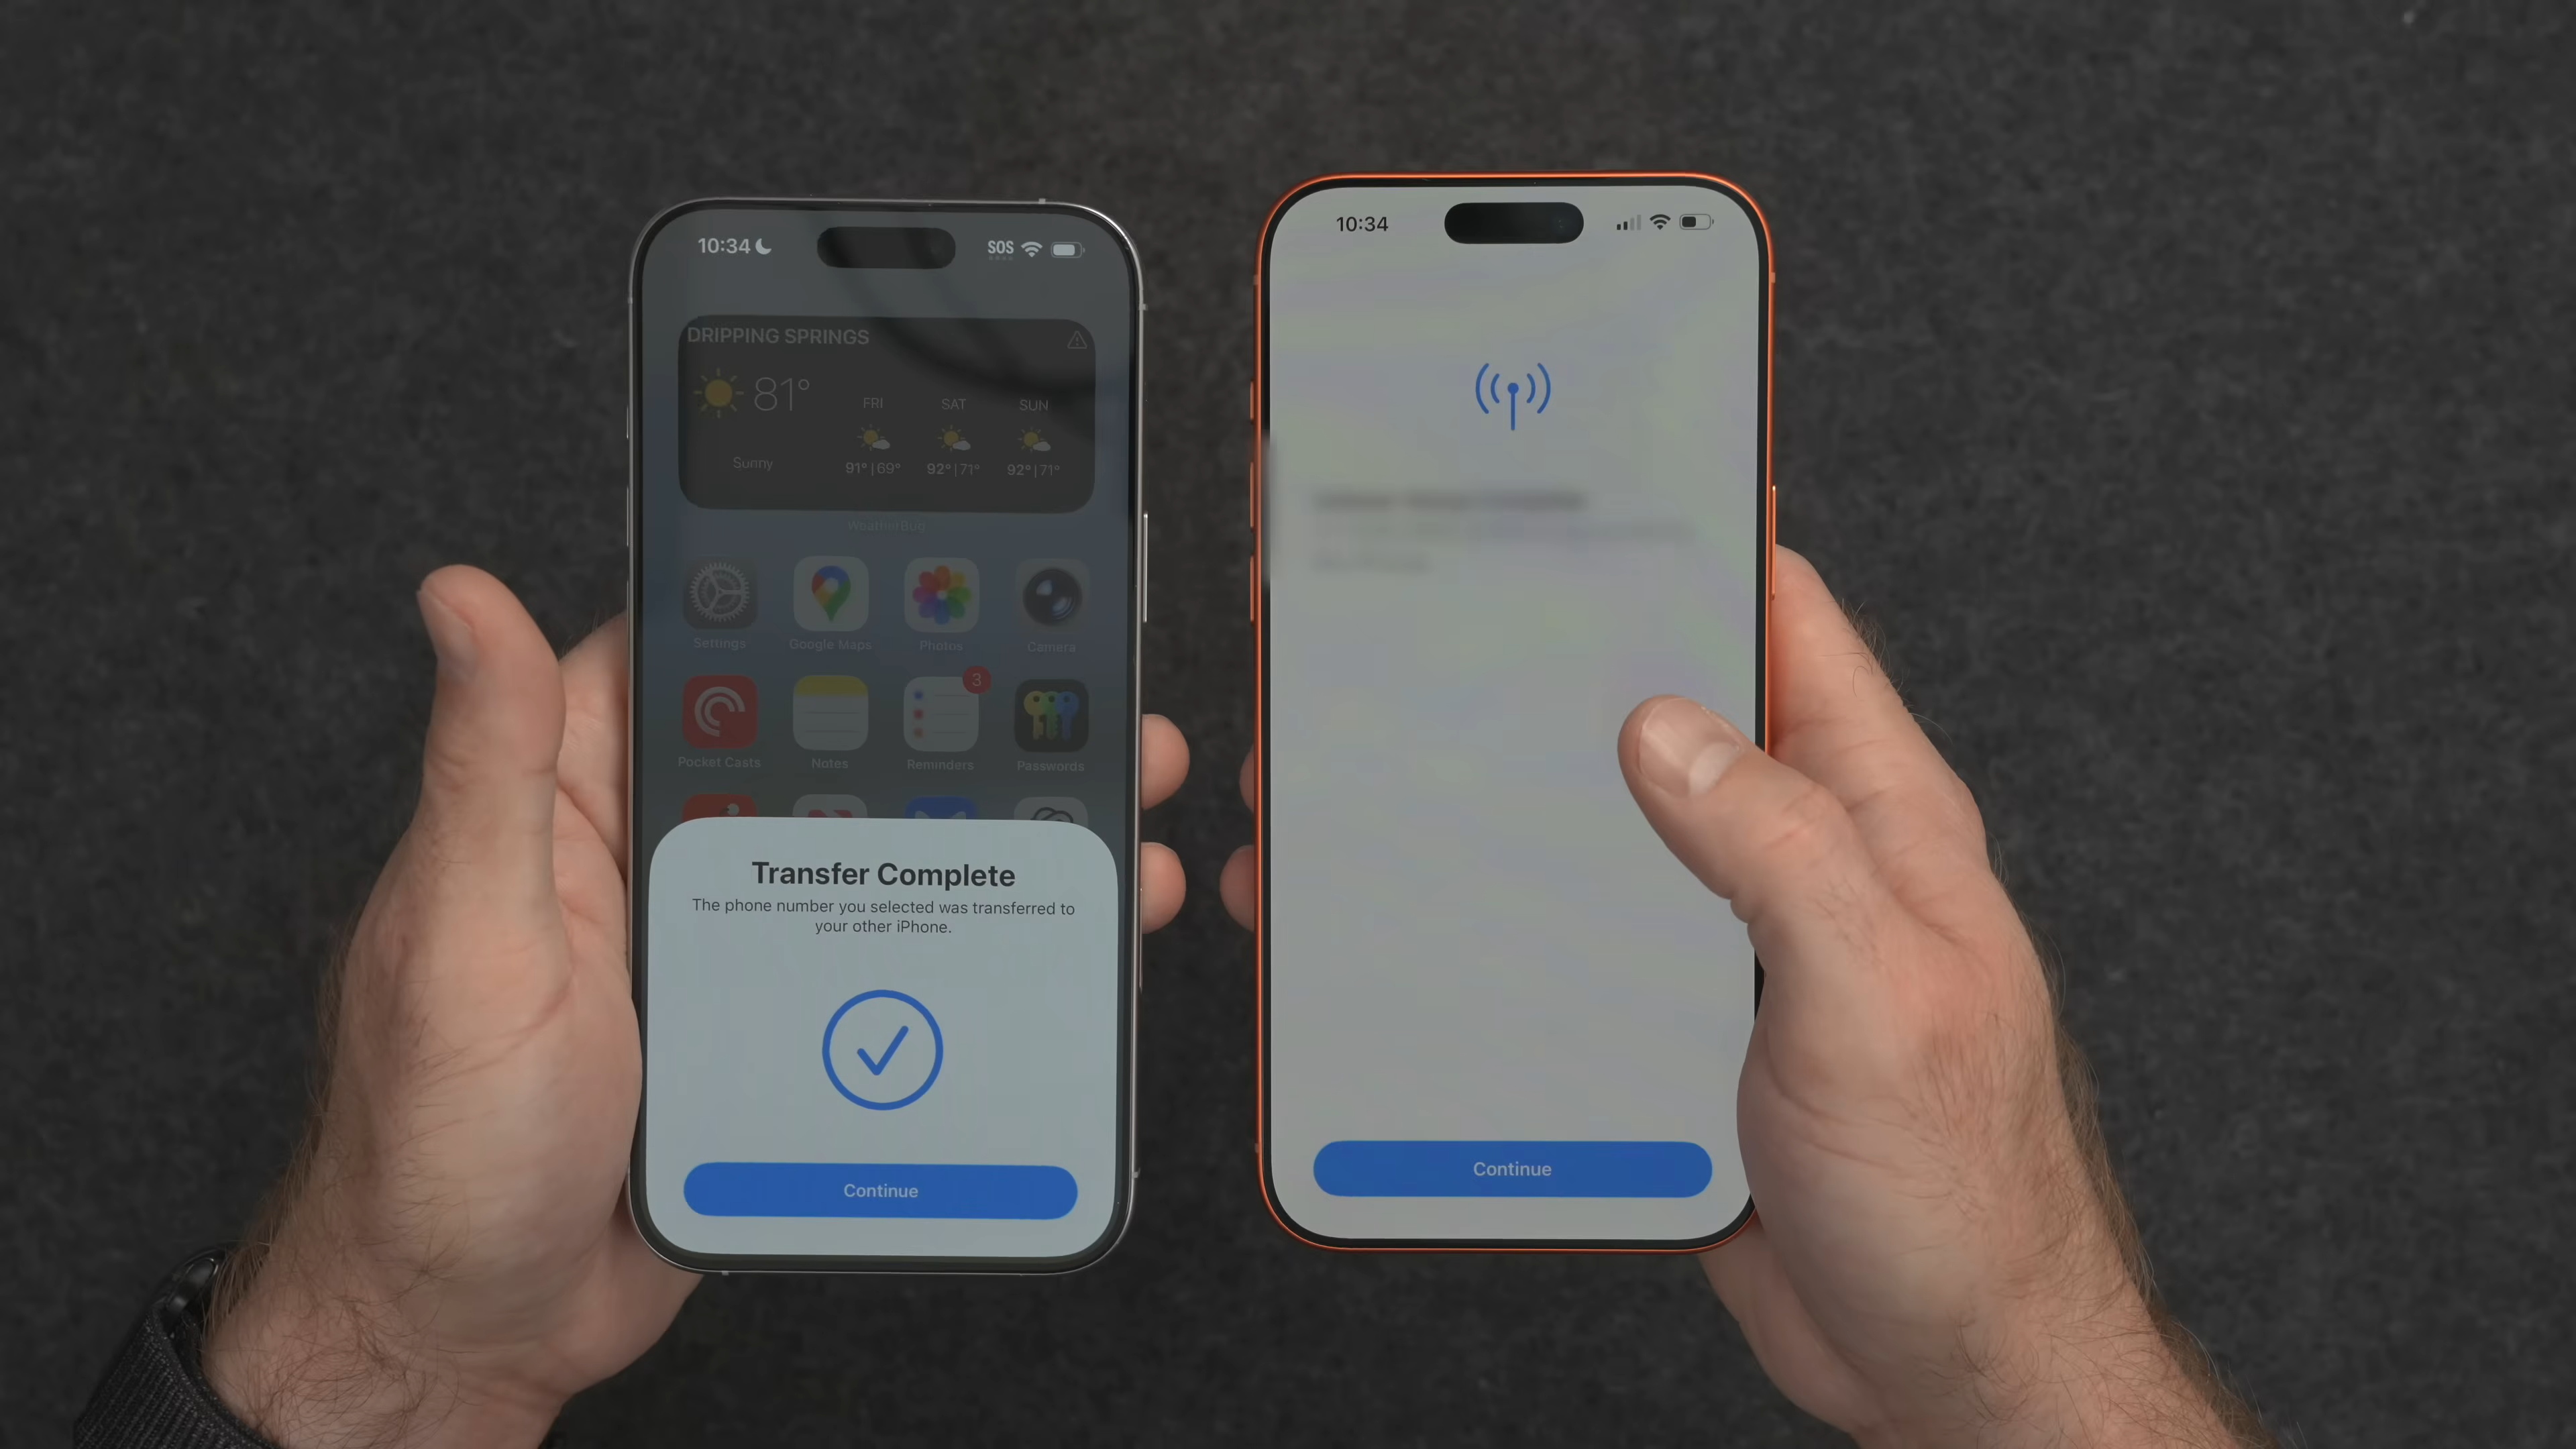 10:34
SOS
DRIPPING SPRINGS
81°
FRI
SAT
SUN
Sunny
91° | 69°
92° | 71°
92° | 71°
WeatherBug
Settings
Google Maps
Photos
Camera
3
Pocket Casts
Notes
Reminders
Passwords
Transfer Complete
The phone number you selected was transferred to
your other iPhone.
Continue
10:34
Continue